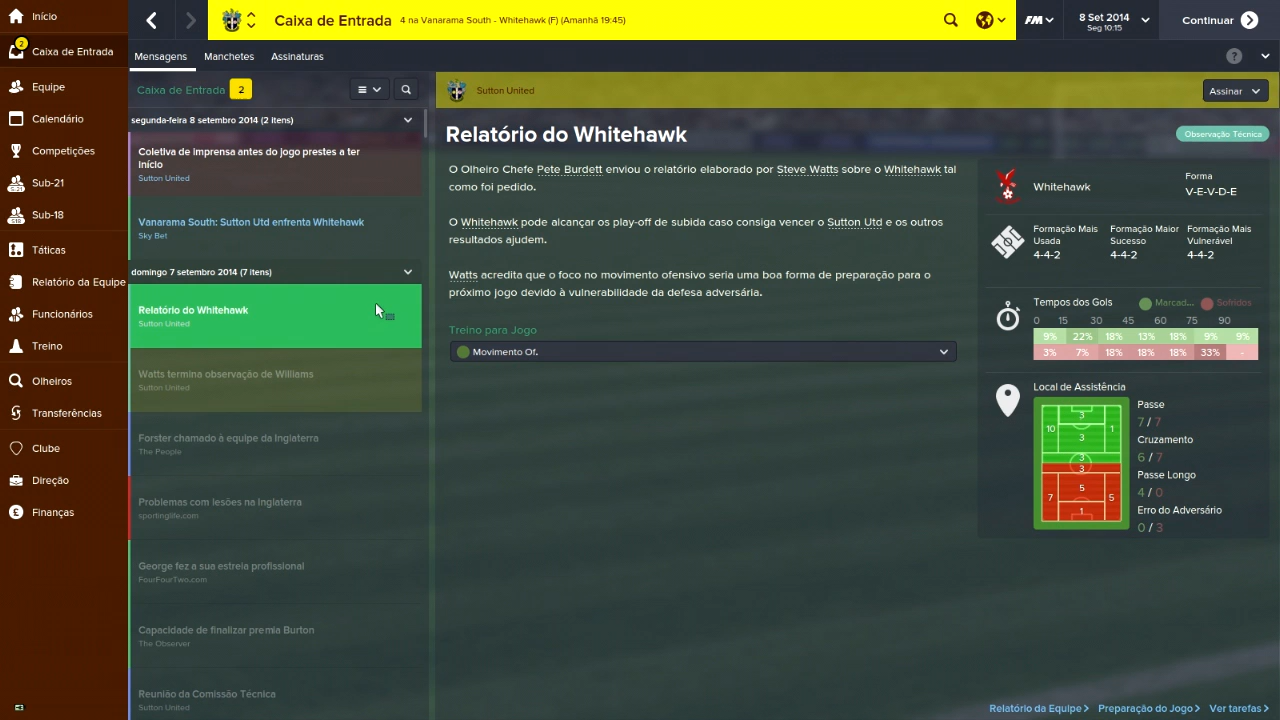 Início
Caixa de Entrada
4 na Vanarama South - Whitehawk (F) (Amanhã 19:45)
FM
8 Set 2014
Seg 10:15
Continuar
2
Caixa de Entrada
Equipe
Calendário
Competições
Sub-21
Sub-18
Táticas
Relatório da Equipe
Funcionários
Treino
Olheiros
Transferências
Clube
Direção
Finanças
Mensagens
Manchetes
Assinaturas
?
Caixa de Entrada
2
segunda-feira 8 setembro 2014 (2 itens)
Coletiva de imprensa antes do jogo prestes a ter
início
Sutton United
Vanarama South: Sutton Utd enfrenta Whitehawk
Sky Bet
domingo 7 setembro 2014 (7 itens)
Relatório do Whitehawk
Sutton United
Watts termina observação de Williams
Sutton United
Forster chamado à equipe da Inglaterra
The People
Problemas com lesões na Inglaterra
sportinglife.com
George fez a sua estreia profissional
FourFourTwo.com
Capacidade de finalizar premia Burton
The Observer
Reunião da Comissão Técnica
Sutton United
Sutton United
Assinar
Relatório do Whitehawk
Observação Técnica
O Olheiro Chefe Pete Burdett enviou o relatório elaborado por Steve Watts sobre o Whitehawk tal
como foi pedido.
O Whitehawk pode alcançar os play-off de subida caso consiga vencer o Sutton Utd e os outros
resultados ajudem.
Watts acredita que o foco no movimento ofensivo seria uma boa forma de preparação para o
próximo jogo devido à vulnerabilidade da defesa adversária.
Treino para Jogo
Movimento Of.
Whitehawk
Forma
V-E-V-D-E
Formação Mais Usada
4-4-2
Formação Maior Sucesso
4-4-2
Formação Mais Vulnerável
4-4-2
Tempos dos Gols
Marcad...
Sofridos
0 15 30 45 60 75 90
9% 22% 18% 13% 18% 9% 9%
3% 7% 18% 18% 18% 33% -
Local de Assistência
3
10 1
3
3
3
5
7 5
1
Passe
7 / 7
Cruzamento
6 / 7
Passe Longo
4 / 0
Erro do Adversário
0 / 3
Relatório da Equipe
Preparação do Jogo
Ver tarefas